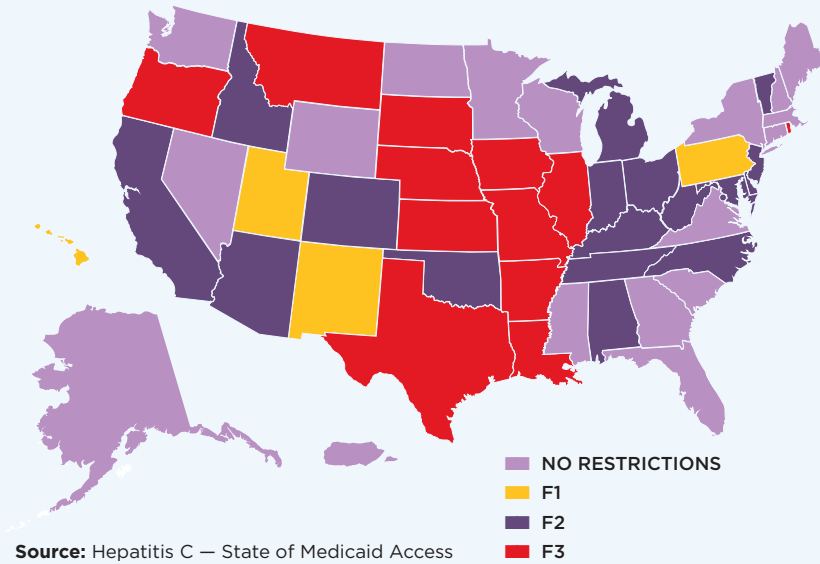 NO RESTRICTIONS
F1
F2
F3
Source: Hepatitis C — State of Medicaid Access